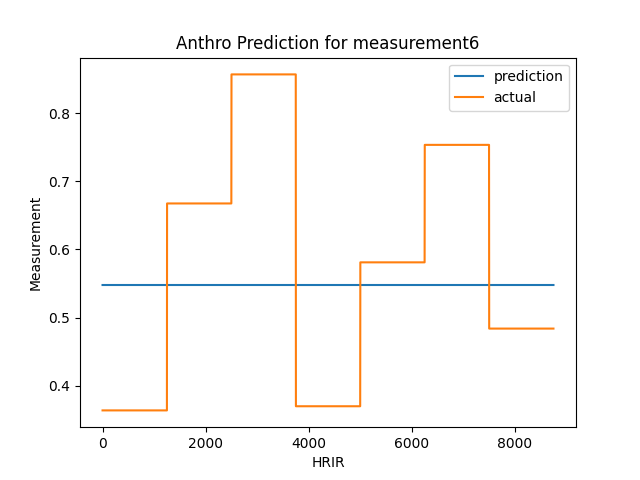 Anthro Prediction for measurement6
prediction
actual
Measurement
0.8
0.7
0.6
0.5
0.4
0
2000
4000
6000
8000
HRIR